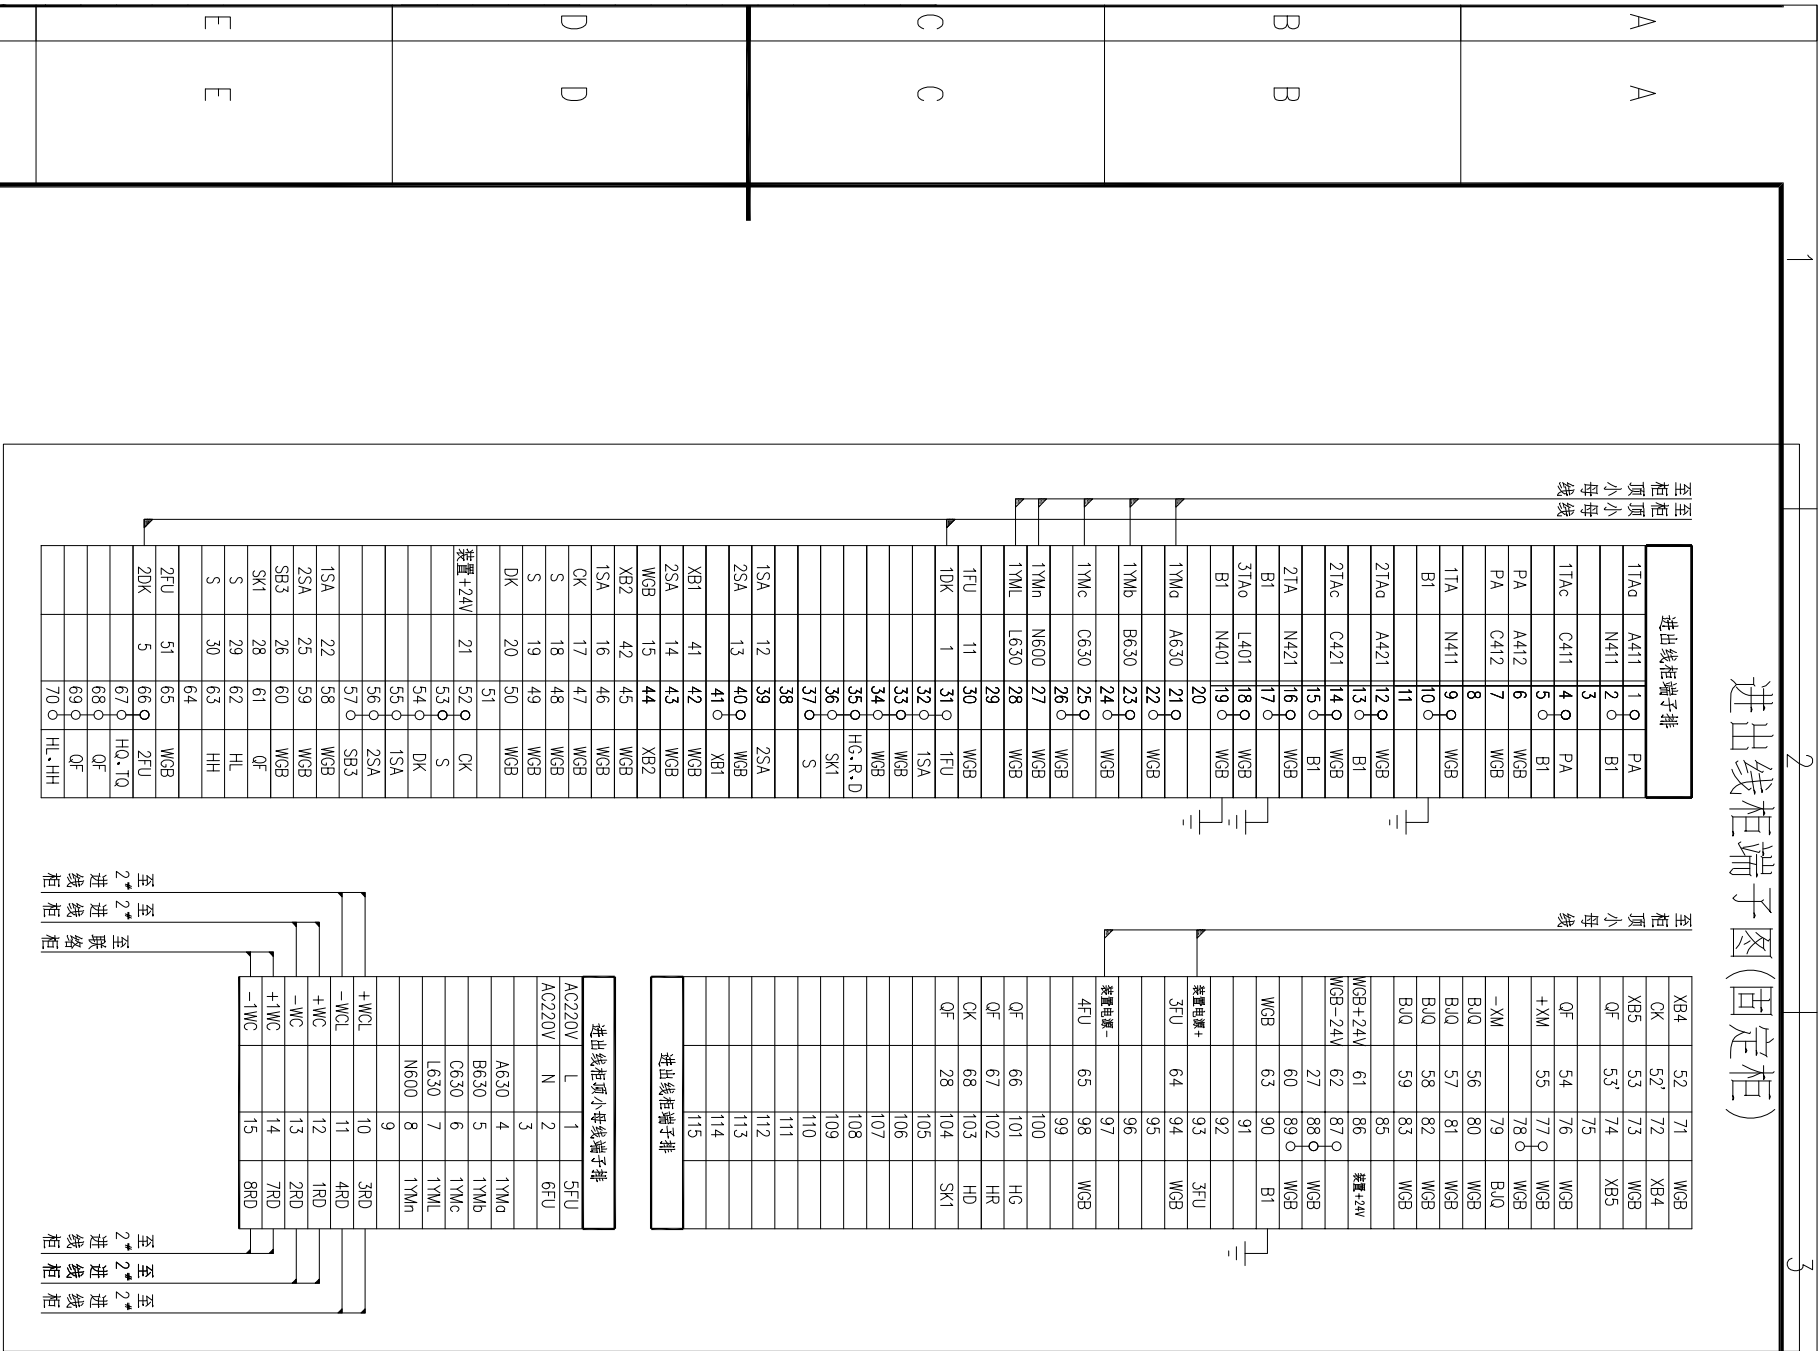 A B C D E
A B C D E
1 2 3
进出线柜端子图(固定柜)
至柜顶小母线
至柜顶小母线
进出线柜端子排
1TAa A411 1 PA
N411 2 B1
3
1TAc C411 4 PA
5 B1
PA A412 6 WGB
PA C412 7 WGB
8
1TA N411 9 WGB
B1 10
11
2TAa A421 12 WGB
13 B1
2TAc C421 14 WGB
15 B1
2TA N421 16 WGB
B1 17
3TAo L401 18 WGB
B1 N401 19 WGB
20
1YMa A630 21
22 WGB
1YMb B630 23
24 WGB
1YMc C630 25
26 WGB
1YMn N600 27 WGB
1YML L630 28 WGB
29
1FU 11 30 WGB
1DK 1 31 1FU
32 1SA
33 WGB
34 WGB
35 HG.R.D
36 SK1
37 S
38
1SA 12 39 2SA
2SA 13 40 WGB
41 XB1
XB1 41 42 WGB
2SA 14 43 WGB
WGB 15 44 XB2
XB2 42 45 WGB
1SA 16 46 WGB
CK 17 47 WGB
S 18 48 WGB
S 19 49 WGB
DK 20 50 WGB
51
装置+24V 21 52 CK
53 S
54 DK
55 1SA
56 2SA
57 SB3
1SA 22 58 WGB
2SA 25 59 WGB
SB3 26 60 WGB
SK1 28 61 QF
S 29 62 HL
S 30 63 HH
64
2FU 51 65 WGB
2DK 5 66 2FU
67 HQ.TQ
68 QF
69 QF
70 HL.HH
至柜顶小母线
XB4 52 71 WGB
CK 52' 72 XB4
XB5 53 73 WGB
QF 53' 74 XB5
75
QF 54 76 WGB
+XM 55 77 WGB
78 WGB
-XM 79 BJQ
BJQ 56 80 WGB
BJQ 57 81 WGB
BJQ 58 82 WGB
BJQ 59 83 WGB
85
WGB+24V 61 86 装置+24V
WGB-24V 62 87
27 88 WGB
60 89 WGB
WGB 63 90 B1
91
92
装置电源+ 93 3FU
3FU 64 94 WGB
95
96
装置电源- 97
4FU 65 98 WGB
99
100
QF 66 101 HG
QF 67 102 HR
CK 68 103 HD
QF 28 104 SK1
105
106
107
108
109
110
111
112
113
114
115
进出线柜端子排
进出线柜顶小母线端子排
AC220V L 1 5FU
AC220V N 2 6FU
3
A630 4 1YMa
B630 5 1YMb
C630 6 1YMc
L630 7 1YML
N600 8 1YMn
9
+WCL 10 3RD
-WCL 11 4RD
+WC 12 1RD
-WC 13 2RD
+1WC 14 7RD
-1WC 15 8RD
至2#进线柜
至2#进线柜
至联络柜
至2#进线柜
至2#进线柜
至2#进线柜